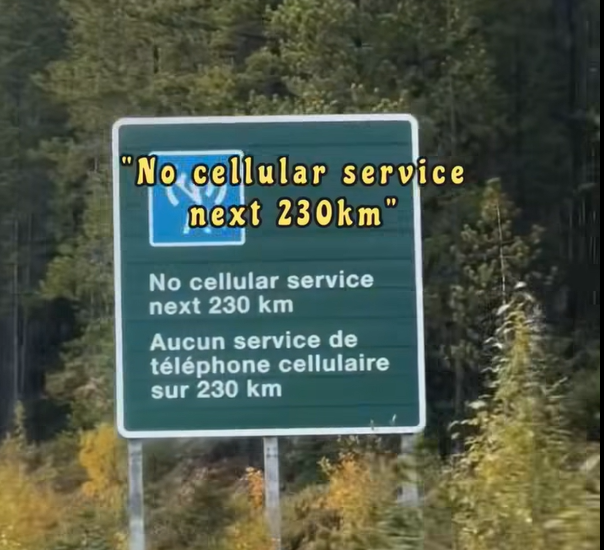 "No cellular service
next 230km"
No cellular service
next 230 km
Aucun service de
téléphone cellulaire
sur 230 km